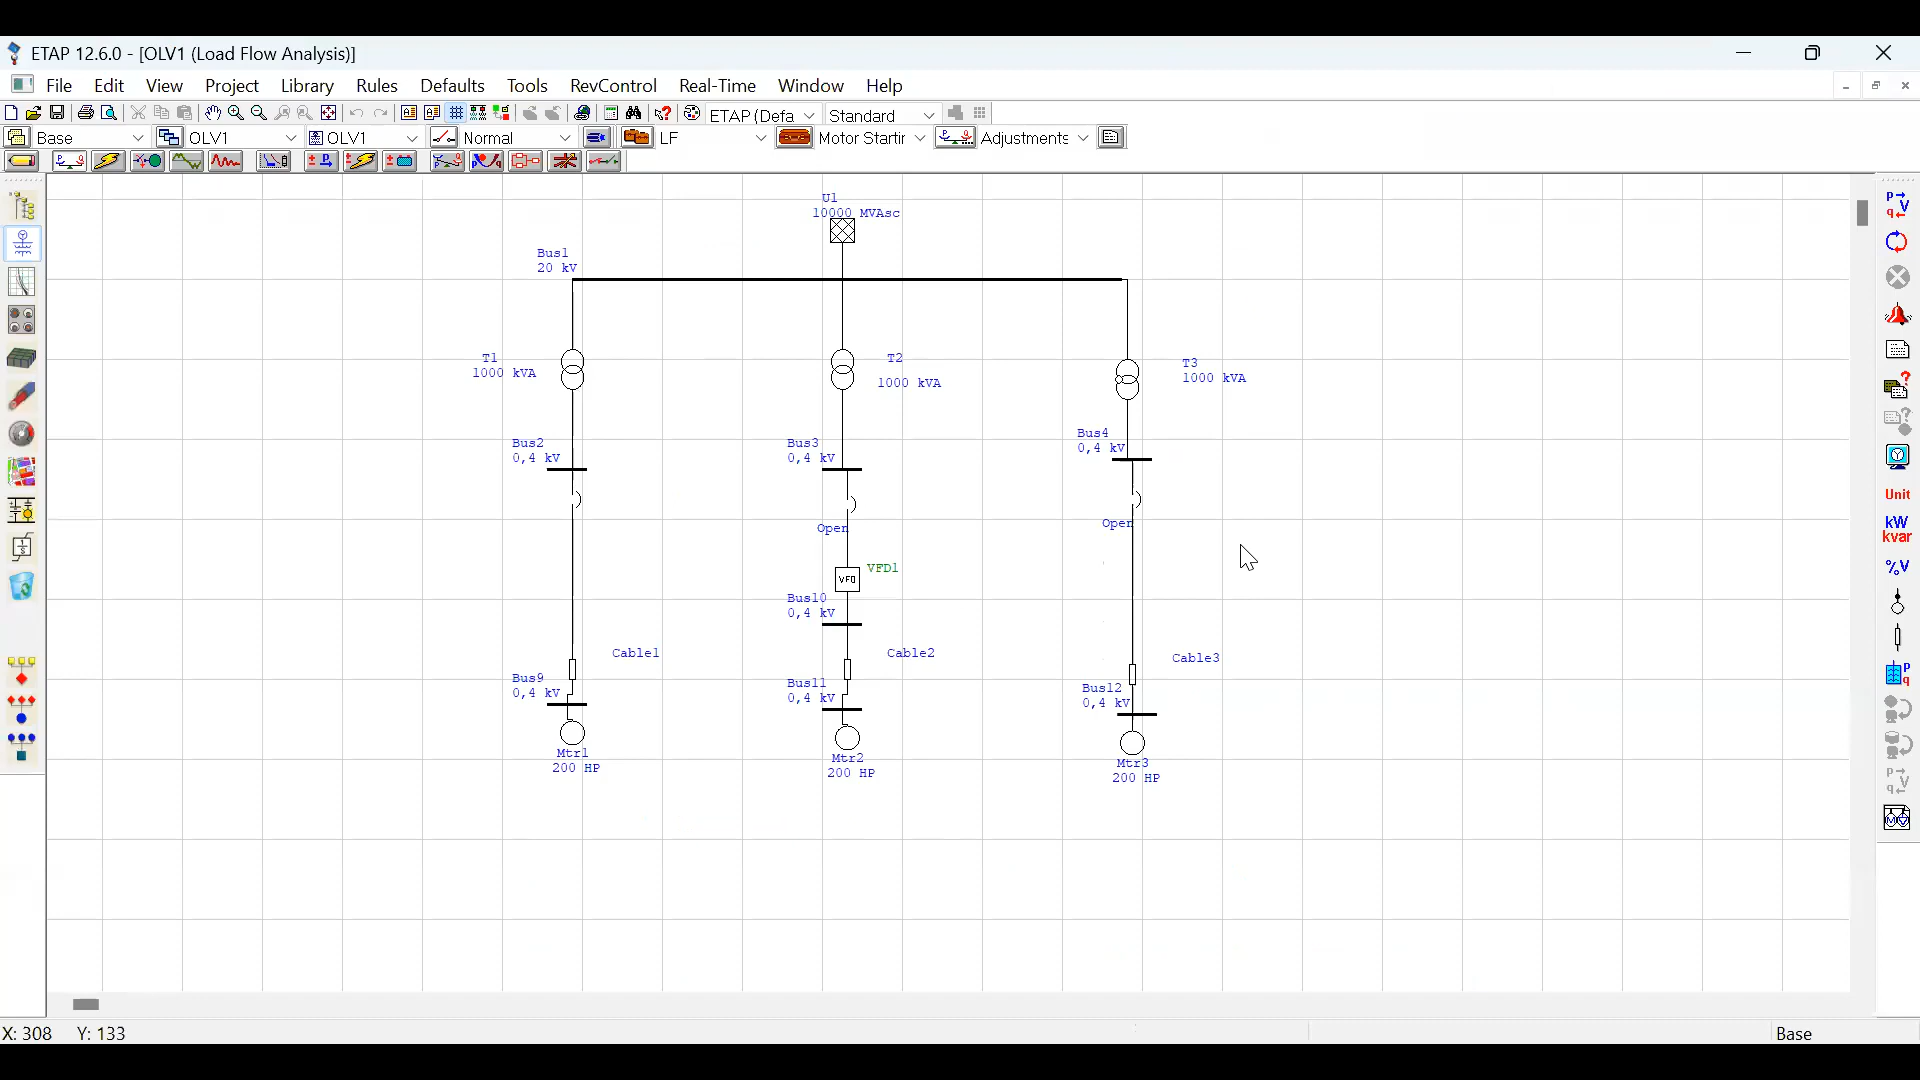 ETAP 12.6.0 - [OLV1 (Load Flow Analysis)]
File Edit View Project Library Rules Defaults Tools RevControl Real-Time Window Help
ETAP (Defa Standard
Base OLV1 OLV1 Normal LF Motor Startir Adjustments
U1
10000 MVAsc
Bus1
20 kV
T1
1000 kVA
T2
1000 kVA
T3
1000 kVA
Bus2
0,4 kV
Bus3
0,4 kV
Bus4
0,4 kV
Open
Open
VFD1
VFD
Bus10
0,4 kV
Cable1
Cable2
Cable3
Bus9
0,4 kV
Bus11
0,4 kV
Bus12
0,4 kV
Mtr1
200 HP
Mtr2
200 HP
Mtr3
200 HP
Unit
kW
kvar
%V
X: 308 Y: 133
Base